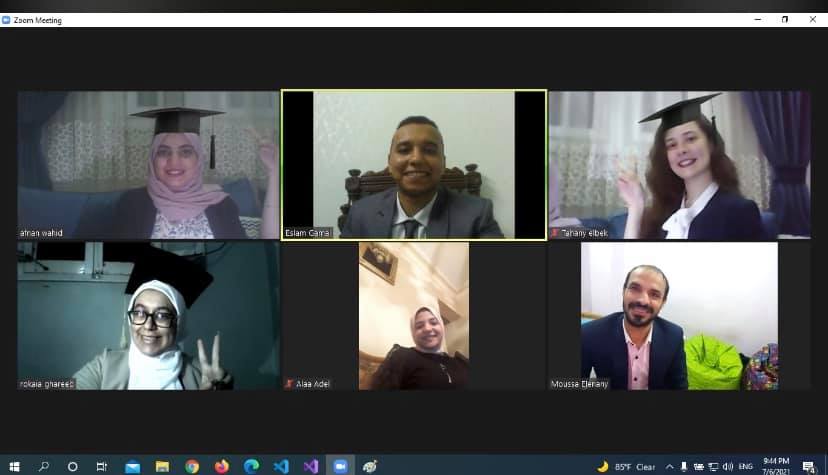 Zoom Meeting
afnan wahid
Eslam Gamal
Tahany elbek
rokaia ghareeb
Alaa Adel
Moussa Elenany
85°F Clear
ENG
9:44 PM
7/6/2021